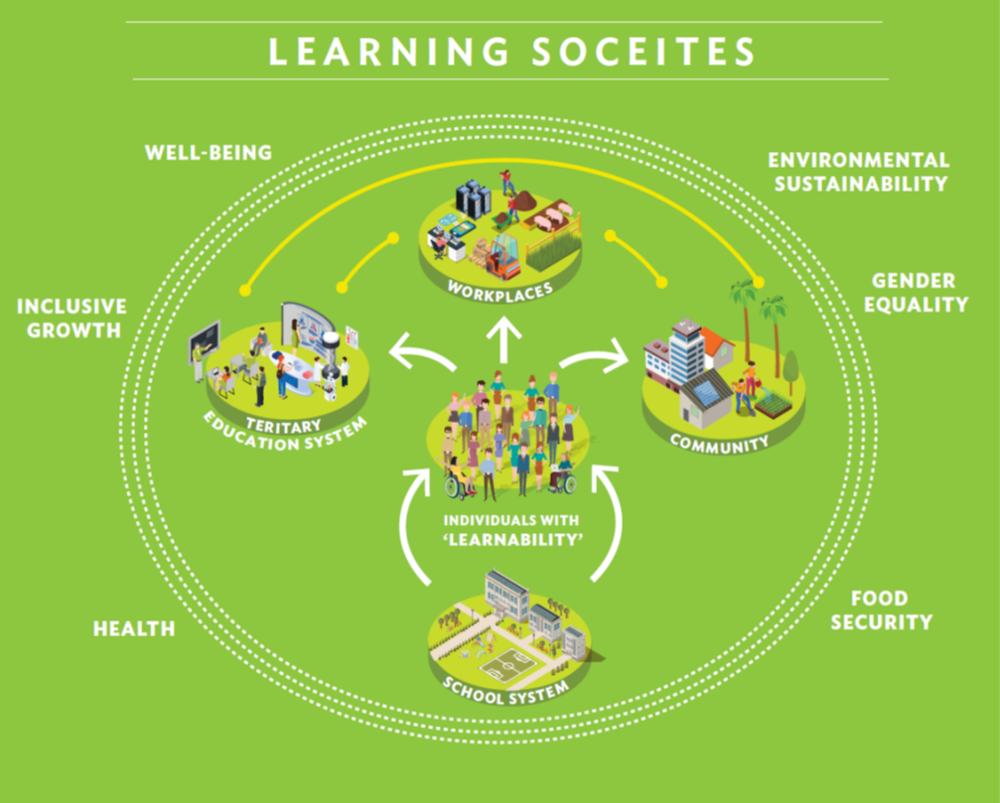 LEARNING SOCEITES
WELL-BEING
ENVIRONMENTAL
SUSTAINABILITY
WORKPLACES
INCLUSIVE
GROWTH
GENDER
EQUALITY
TERITARY
EDUCATION SYSTEM
COMMUNITY
INDIVIDUALS WITH
‘LEARNABILITY’
HEALTH
FOOD
SECURITY
SCHOOL SYSTEM